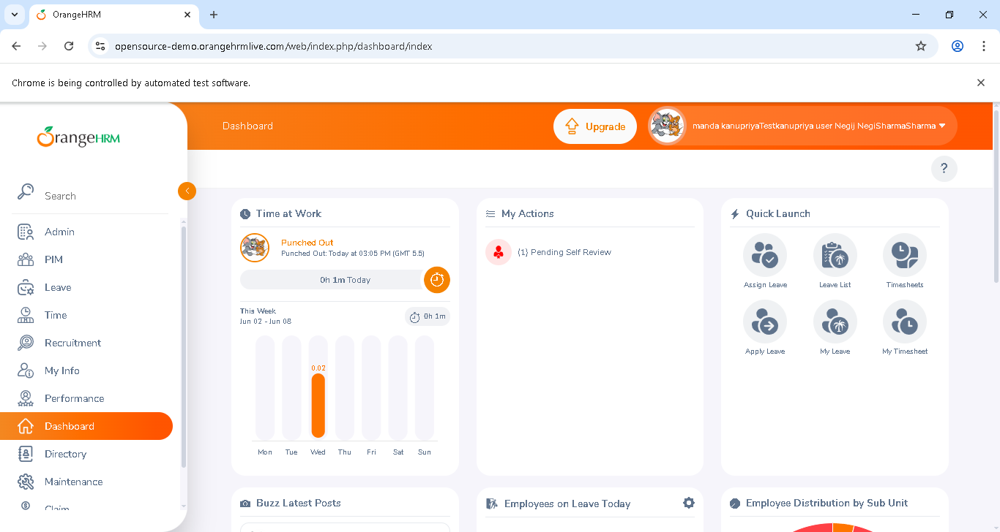 OrangeHRM
opensource-demo.orangehrmlive.com/web/index.php/dashboard/index
Chrome is being controlled by automated test software.
OrangeHRM
Search
Admin
PIM
Leave
Time
Recruitment
My Info
Performance
Dashboard
Directory
Maintenance
Claim
Dashboard
Upgrade
manda kanupriyaTestkanupriya user Negij NegiSharmaSharma
?
Time at Work
Punched Out
Punched Out: Today at 03:05 PM (GMT 5.5)
0h 1m Today
This Week
Jun 02 - Jun 08
0h 1m
0.02
Mon Tue Wed Thu Fri Sat Sun
My Actions
(1) Pending Self Review
Quick Launch
Assign Leave
Leave List
Timesheets
Apply Leave
My Leave
My Timesheet
Buzz Latest Posts
Employees on Leave Today
Employee Distribution by Sub Unit